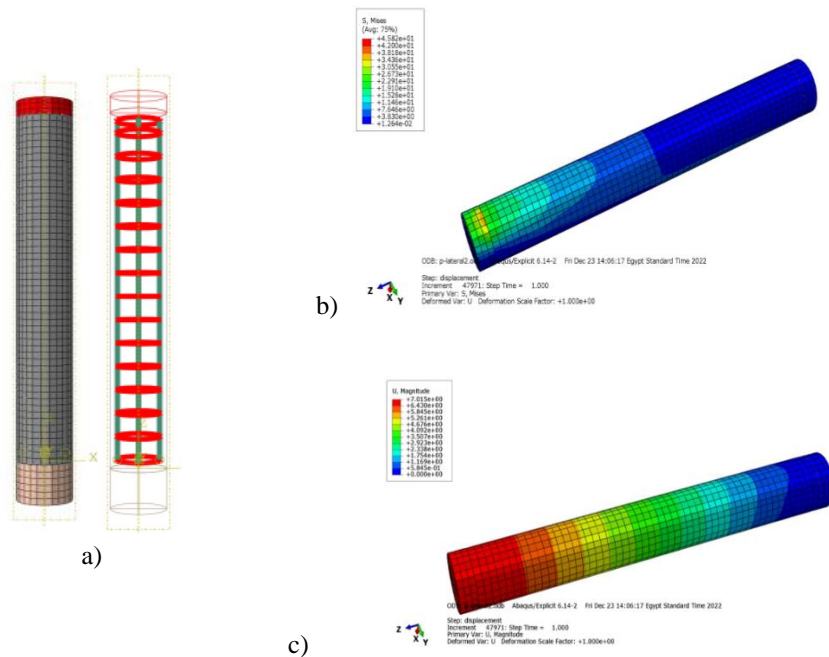 S, Mises
(Avg: 75%)
+4.582e+01
+4.200e+01
+3.818e+01
+3.436e+01
+3.055e+01
+2.673e+01
+2.291e+01
+1.910e+01
+1.528e+01
+1.146e+01
+7.648e+00
+3.830e+00
+1.264e-02
ODB: p-lateral2.o Abaqus/Explicit 6.14-2 Fri Dec 23 14:06:17 Egypt Standard Time 2022
Step: displacement
Increment 47971: Step Time = 1.000
Primary Var: S, Mises
Deformed Var: U Deformation Scale Factor: +1.000e+00
Z X Y
b)
X
a)
U, Magnitude
+7.015e+00
+6.430e+00
+5.845e+00
+5.261e+00
+4.676e+00
+4.092e+00
+3.507e+00
+2.923e+00
+2.338e+00
+1.754e+00
+1.169e+00
+5.845e-01
+0.000e+00
Abaqus/Explicit 6.14-2 Fri Dec 23 14:06:17 Egypt Standard Time 2022
Step: displacement
Increment 47971: Step Time = 1.000
Primary Var: U, Magnitude
Deformed Var: U Deformation Scale Factor: +1.000e+00
Z X Y
c)